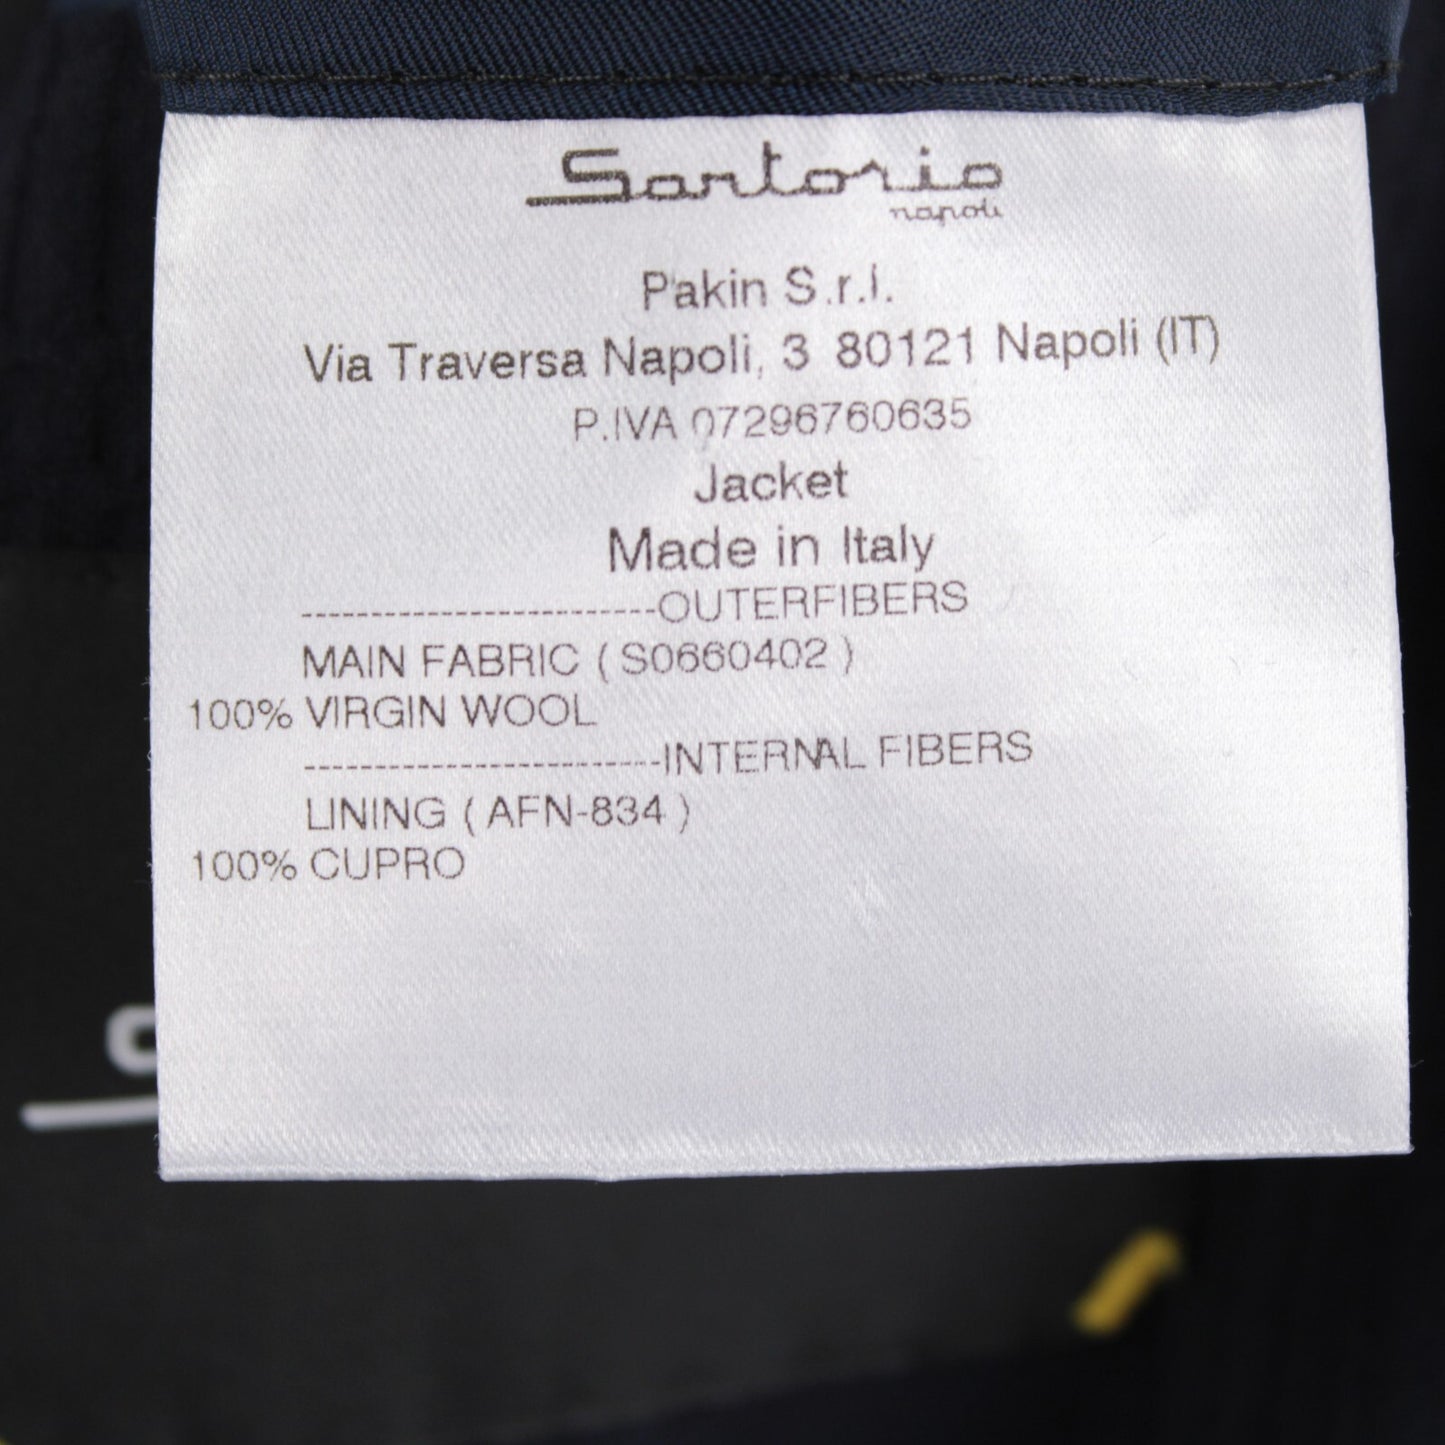 Sartorio
napoli
Pakin S.r.l.
Via Traversa Napoli, 3 80121 Napoli (IT)
P.IVA 07296760635
Jacket
Made in Italy
-------------------------OUTERFIBERS
MAIN FABRIC ( S0660402 )
100% VIRGIN WOOL
-------------------------INTERNAL FIBERS
LINING ( AFN-834 )
100% CUPRO